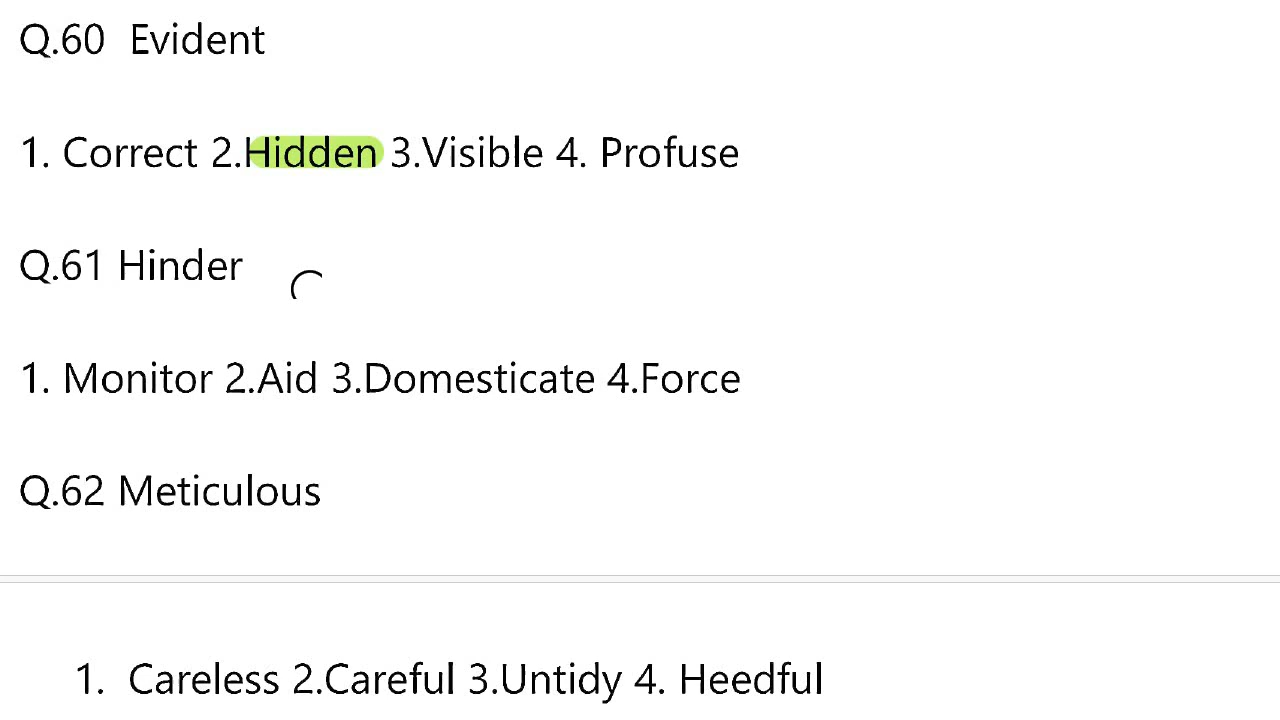 Q.60  Evident
1. Correct 2.Hidden 3.Visible 4. Profuse
Q.61 Hinder
1. Monitor 2.Aid 3.Domesticate 4.Force
Q.62 Meticulous
1.  Careless 2.Careful 3.Untidy 4. Heedful